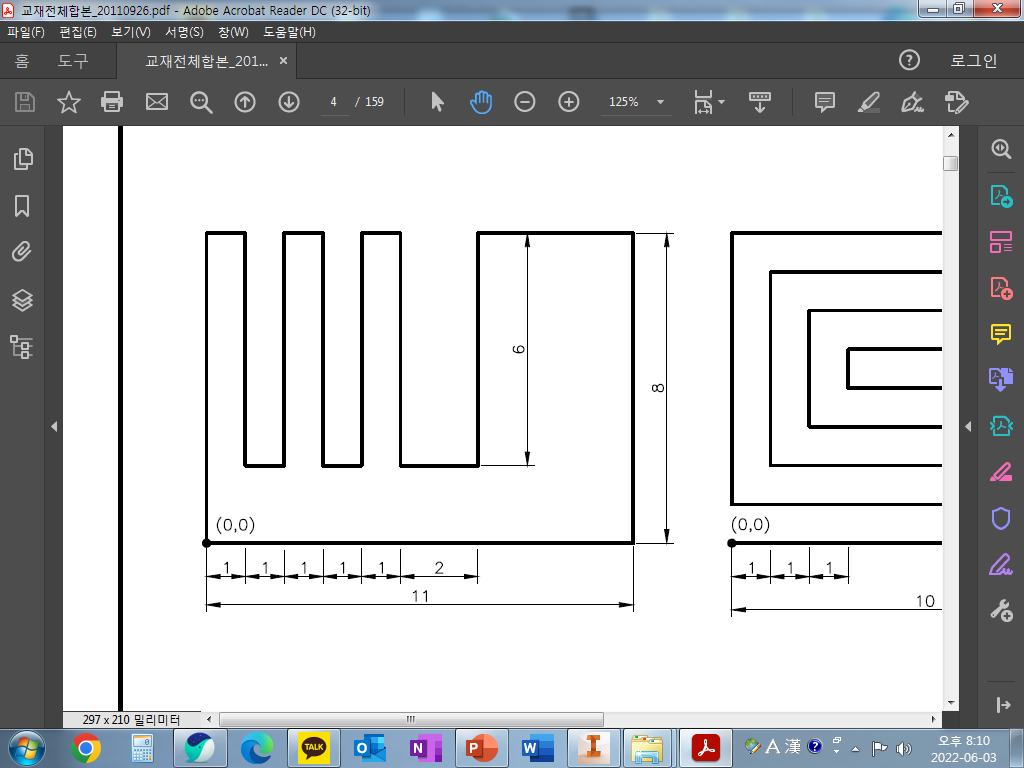 교재전체합본_20110926.pdf - Adobe Acrobat Reader DC (32-bit)
파일(F) 편집(E) 보기(V) 서명(S) 창(W) 도움말(H)
홈 도구 교재전체합본_201... × ? 로그인
4 / 159 125%
6
8
(0,0) (0,0)
1 1 1 1 1 2 1 1 1
11 10
297 x 210 밀리미터
TALK
A 漢 ?
오후 8:10
2022-06-03